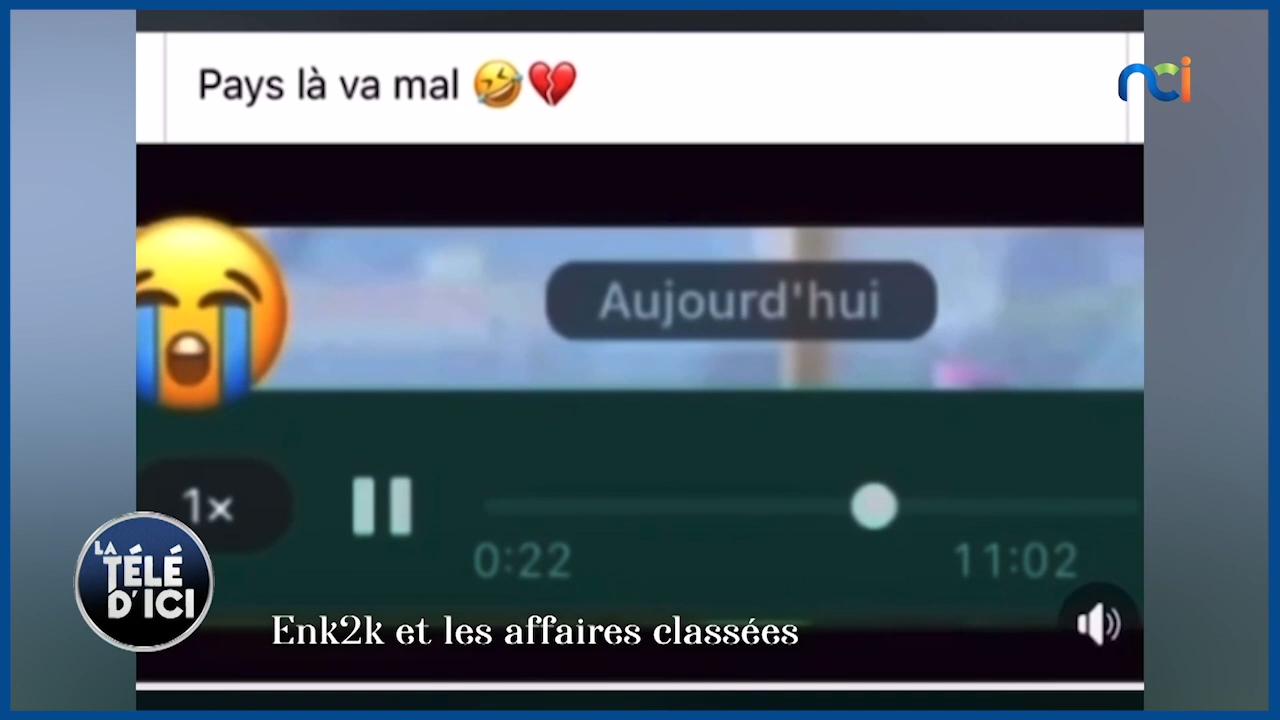 Pays là va mal 🤣💔
nci
Aujourd'hui
1×
0:22
11:02
LA
TÉLÉ
D'ICI
Enk2k et les affaires classées